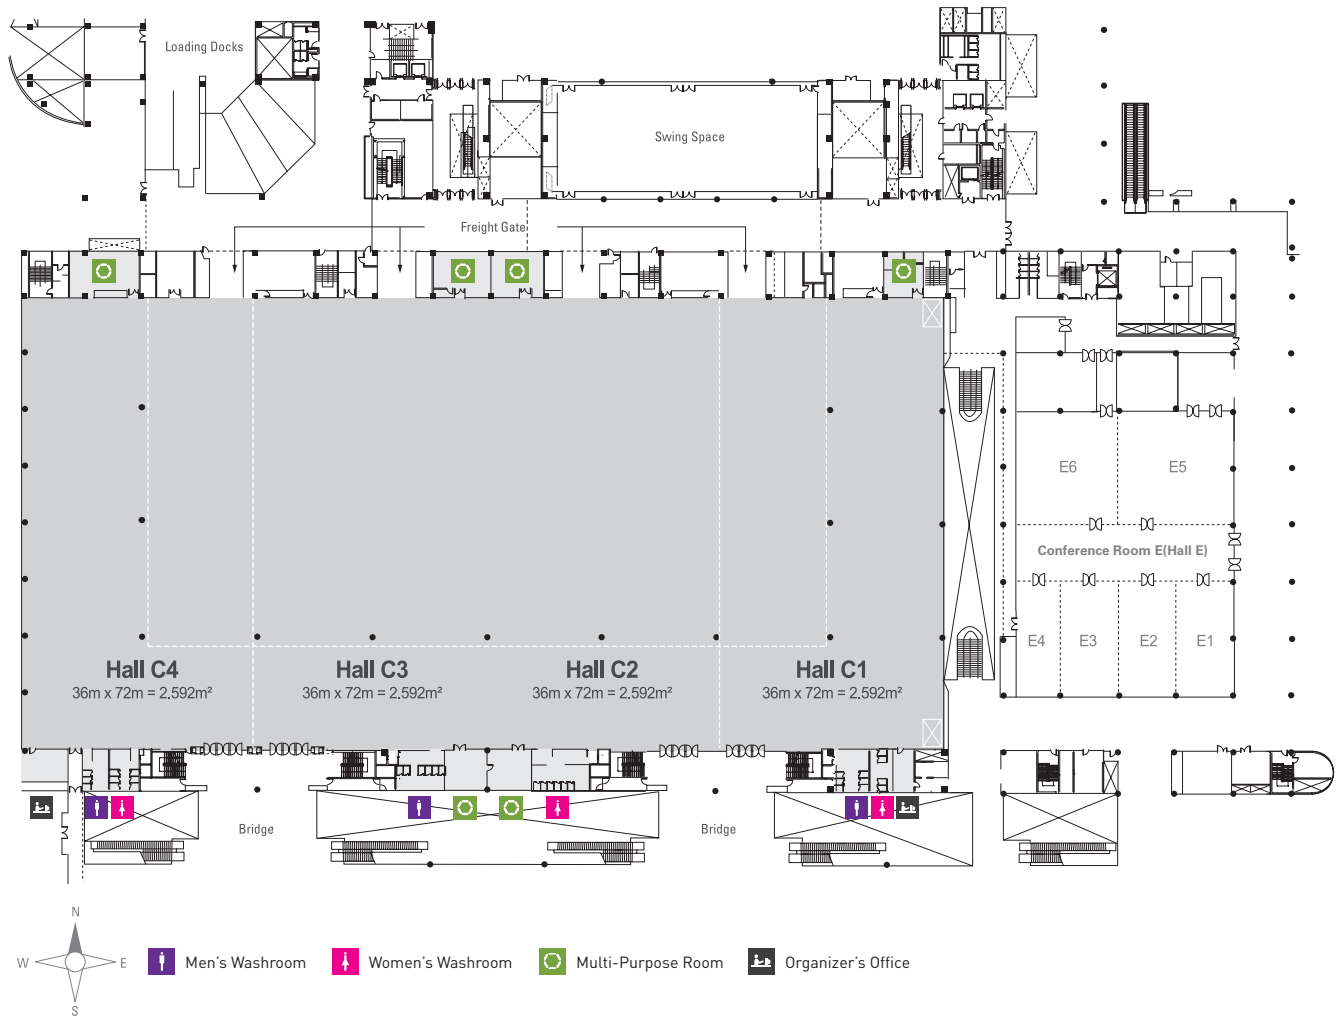 Loading Docks
Swing Space
Freight Gate
E6
E5
Conference Room E(Hall E)
E4
E3
E2
E1
Hall C4
36m x 72m = 2.592m²
Hall C3
36m x 72m = 2.592m²
Hall C2
36m x 72m = 2.592m²
Hall C1
36m x 72m = 2.592m²
Bridge
Bridge
N
W
E
S
Men's Washroom
Women's Washroom
Multi-Purpose Room
Organizer's Office